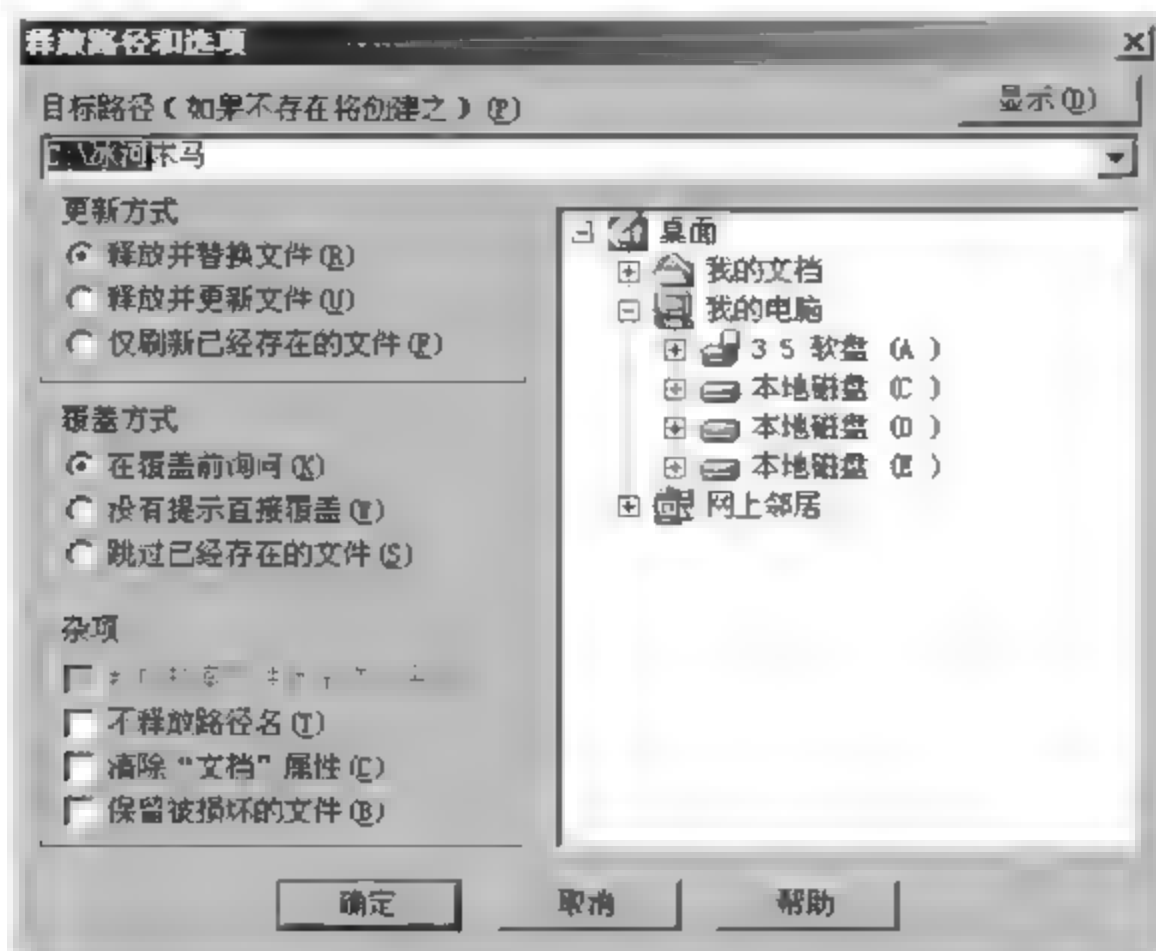 释放路径和选项
目标路径(如果不存在将创建之)(P)
显示(D)
C:\冰河木马
更新方式
释放并替换文件(R)
释放并更新文件(U)
仅刷新已经存在的文件(F)
覆盖方式
在覆盖前询问(K)
没有提示直接覆盖(W)
跳过已经存在的文件(S)
杂项
不释放路径名(T)
清除“文档”属性(C)
保留被损坏的文件(B)
桌面
我的文档
我的电脑
3 5 软盘 (A )
本地磁盘 (C )
本地磁盘 (D )
本地磁盘 (E )
网上邻居
确定
取消
帮助